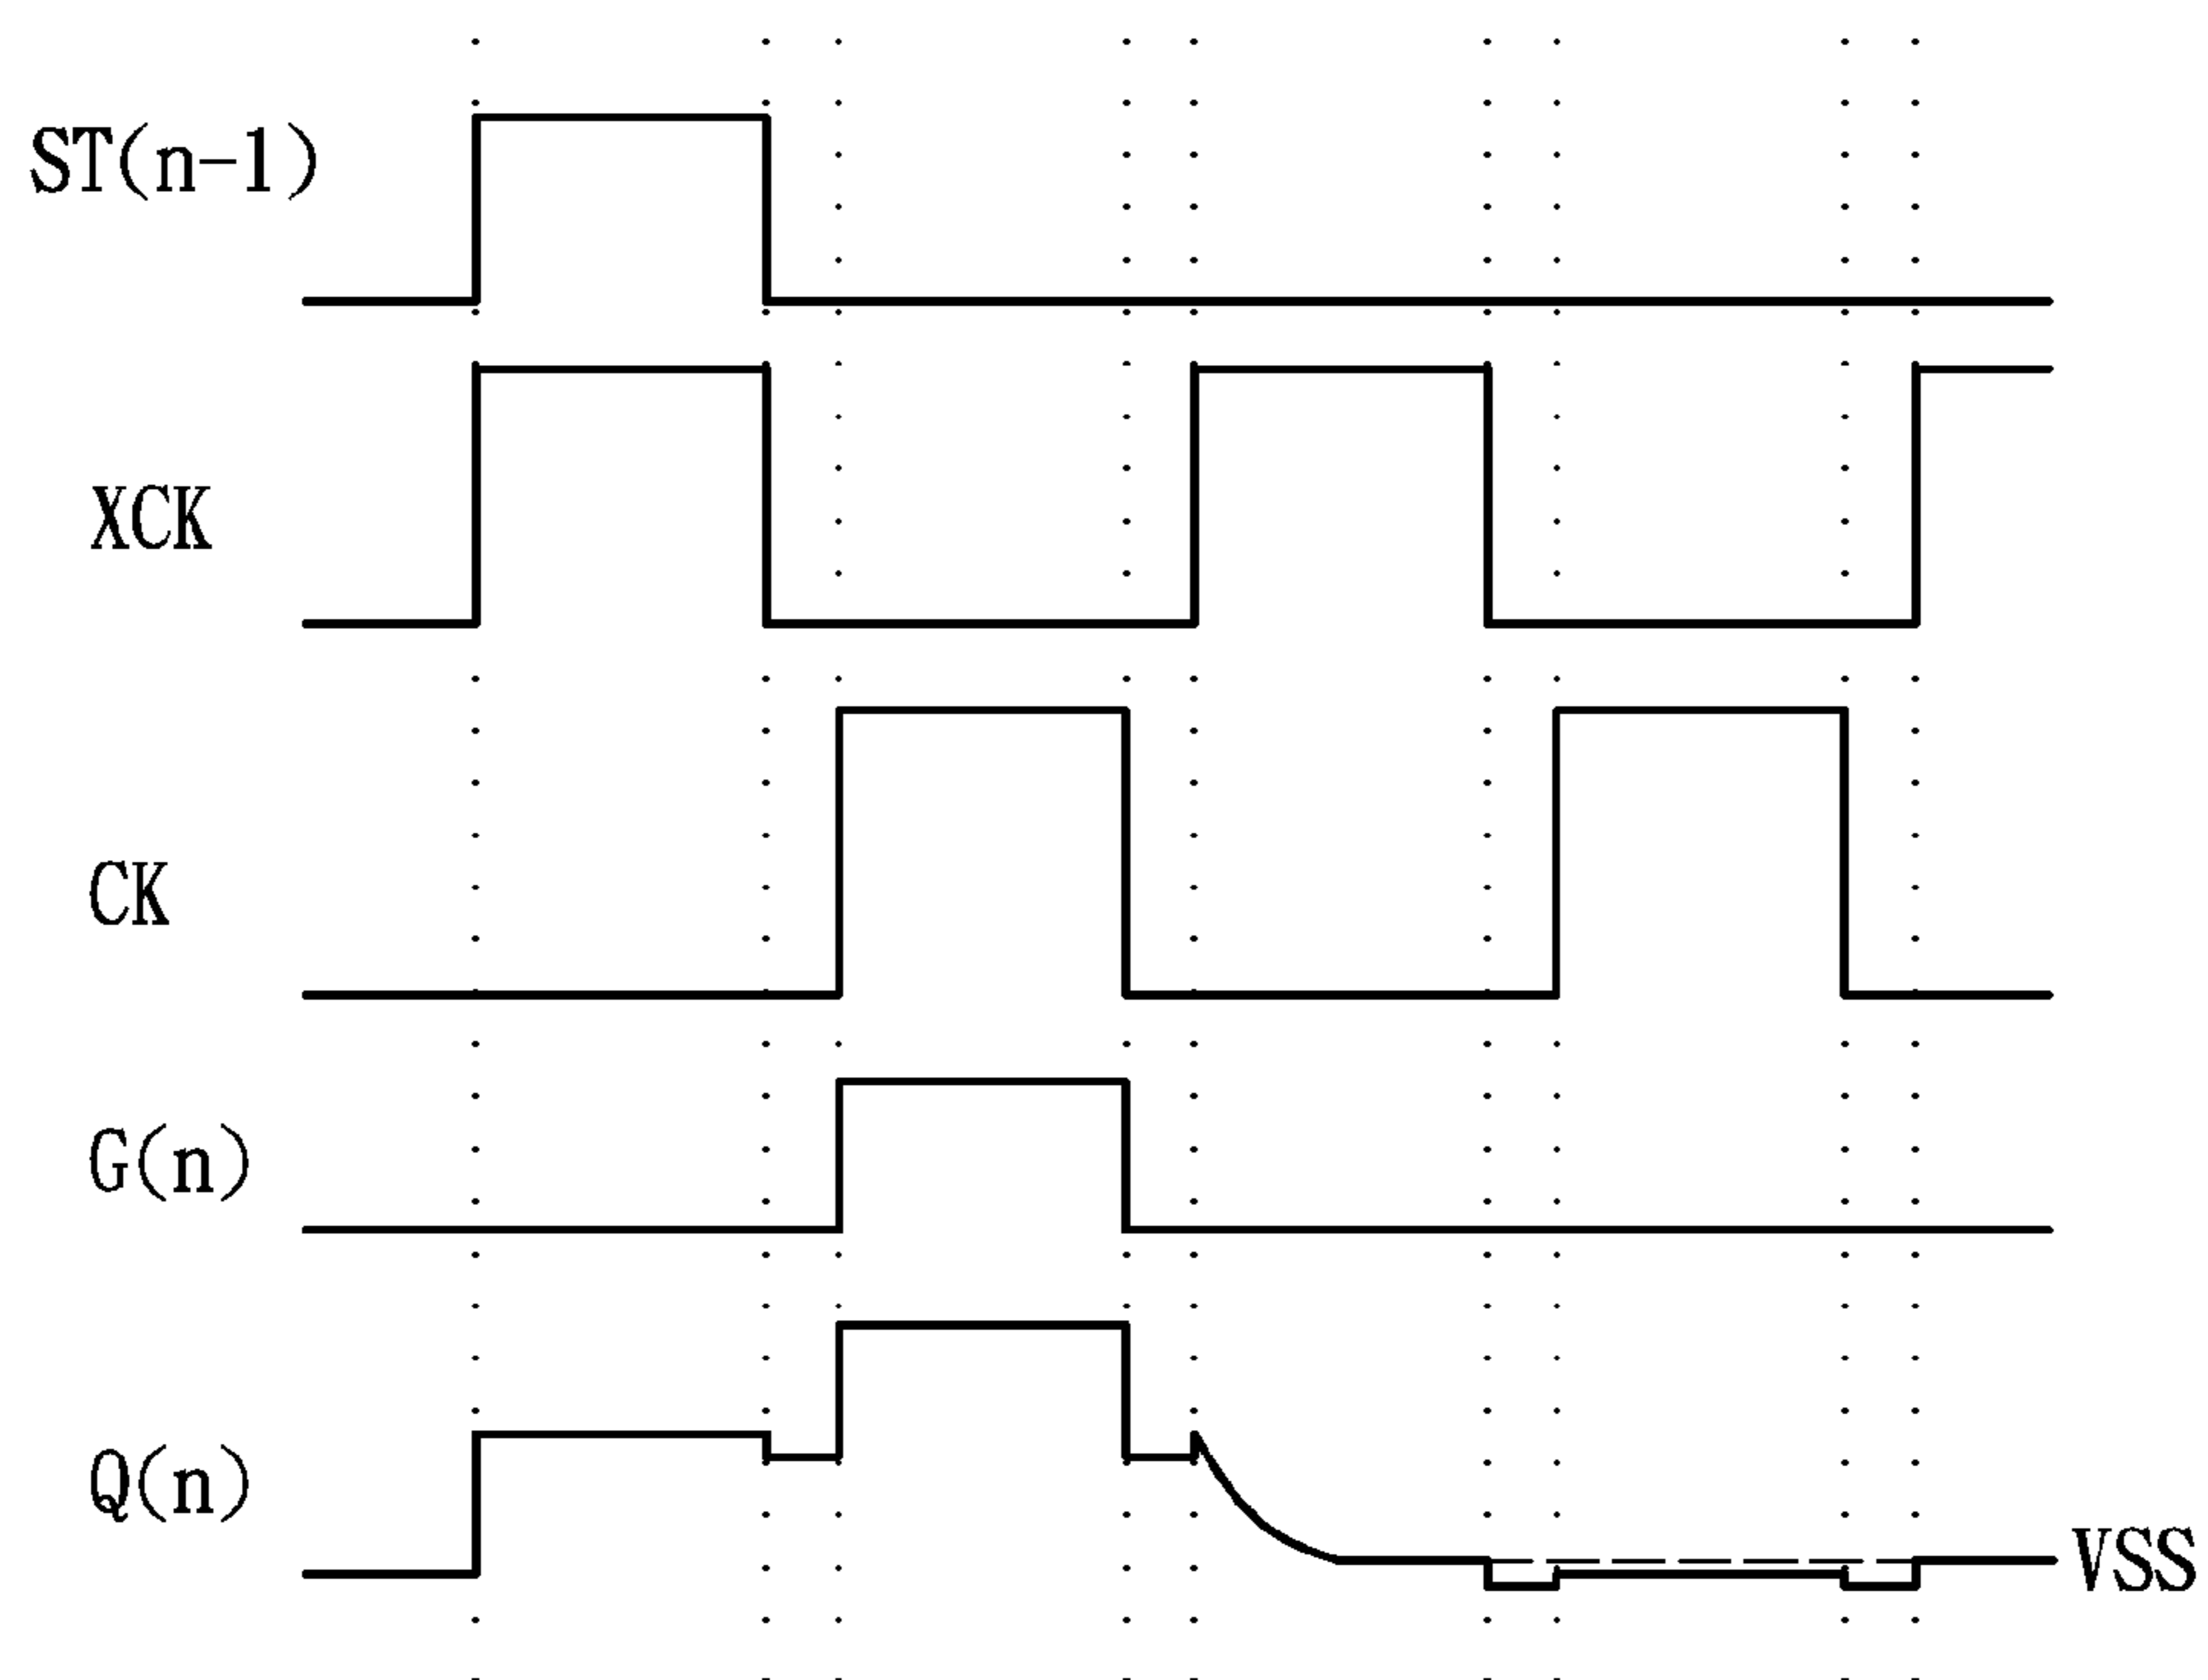 ST(n-1)
XCK
CK
G(n)
Q(n)
VSS